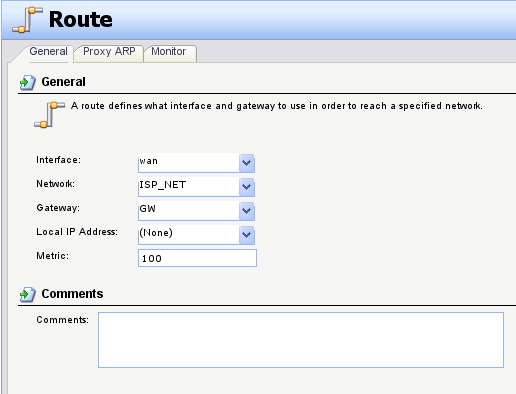 Route
General Proxy ARP Monitor
General
A route defines what interface and gateway to use in order to reach a specified network.
Interface: wan
Network: ISP_NET
Gateway: GW
Local IP Address: (None)
Metric: 100
Comments
Comments: